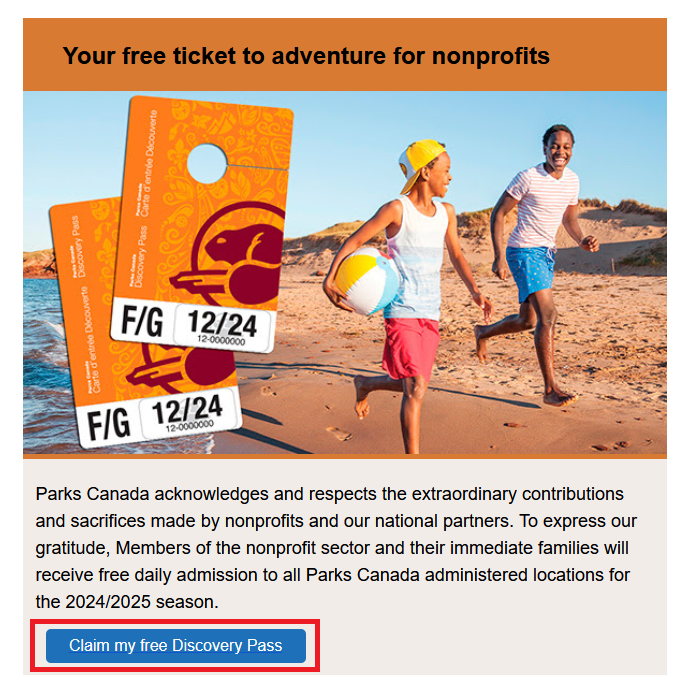 Your free ticket to adventure for nonprofits
Parks Canada
Carte d'entrée Découverte
Parks Canada
Discovery Pass
F/G 12/24
12-0000000
Discovery Pass
Parks Canada
Carte d'entrée Découverte
F/G 12/24
12-0000000
Parks Canada acknowledges and respects the extraordinary contributions
and sacrifices made by nonprofits and our national partners. To express our
gratitude, Members of the nonprofit sector and their immediate families will
receive free daily admission to all Parks Canada administered locations for
the 2024/2025 season.
Claim my free Discovery Pass